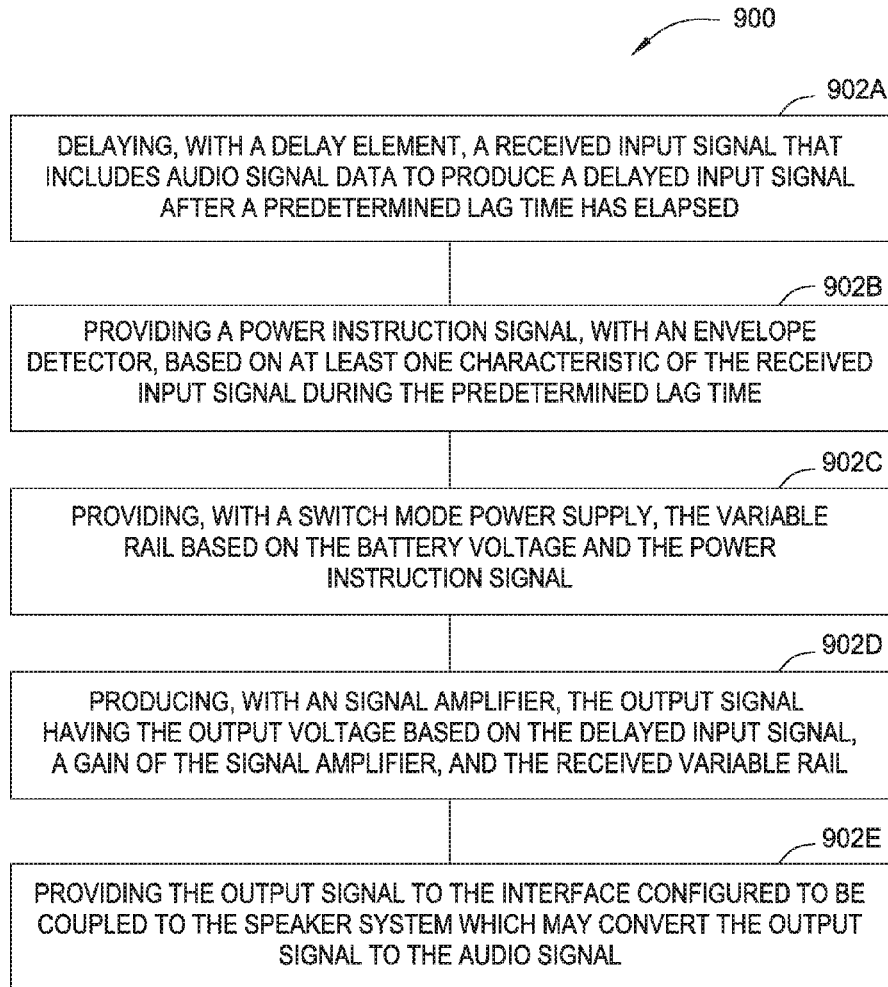 900
902A
DELAYING, WITH A DELAY ELEMENT, A RECEIVED INPUT SIGNAL THAT
INCLUDES AUDIO SIGNAL DATA TO PRODUCE A DELAYED INPUT SIGNAL
AFTER A PREDETERMINED LAG TIME HAS ELAPSED
902B
PROVIDING A POWER INSTRUCTION SIGNAL, WITH AN ENVELOPE
DETECTOR, BASED ON AT LEAST ONE CHARACTERISTIC OF THE RECEIVED
INPUT SIGNAL DURING THE PREDETERMINED LAG TIME
902C
PROVIDING, WITH A SWITCH MODE POWER SUPPLY, THE VARIABLE
RAIL BASED ON THE BATTERY VOLTAGE AND THE POWER
INSTRUCTION SIGNAL
902D
PRODUCING, WITH AN SIGNAL AMPLIFIER, THE OUTPUT SIGNAL
HAVING THE OUTPUT VOLTAGE BASED ON THE DELAYED INPUT SIGNAL,
A GAIN OF THE SIGNAL AMPLIFIER, AND THE RECEIVED VARIABLE RAIL
902E
PROVIDING THE OUTPUT SIGNAL TO THE INTERFACE CONFIGURED TO BE
COUPLED TO THE SPEAKER SYSTEM WHICH MAY CONVERT THE OUTPUT
SIGNAL TO THE AUDIO SIGNAL